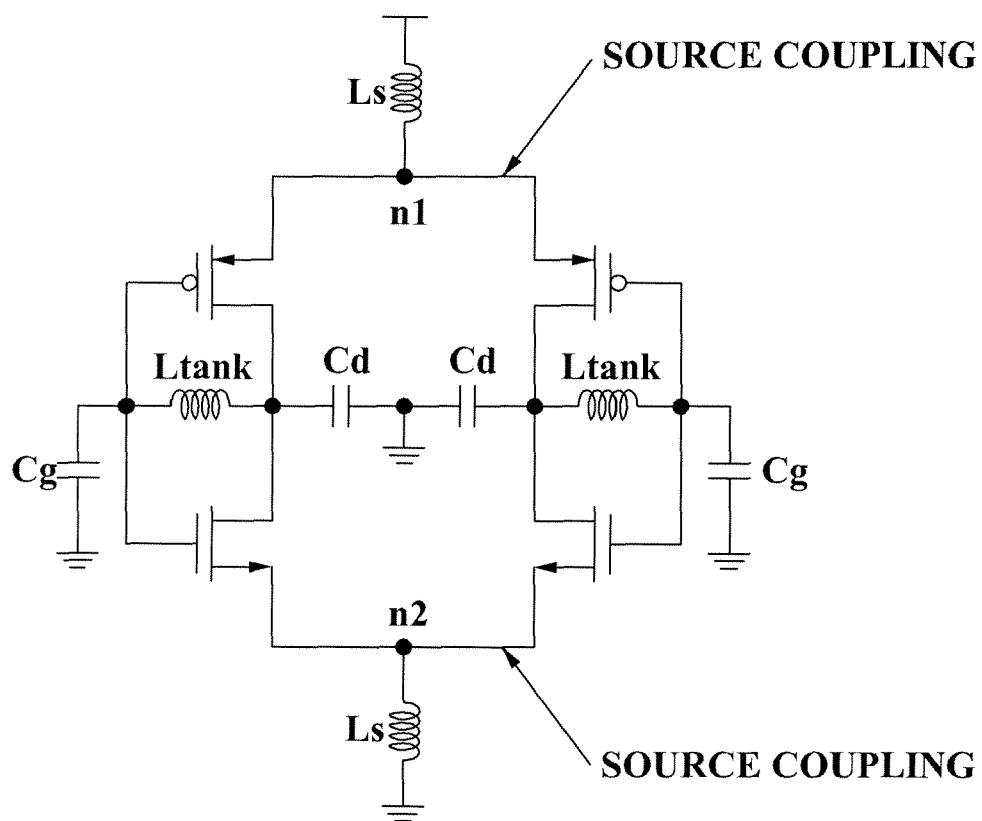 SOURCE COUPLING
Ls
n1
Ltank
Cd
Cd
Ltank
Cg
Cg
n2
Ls
SOURCE COUPLING